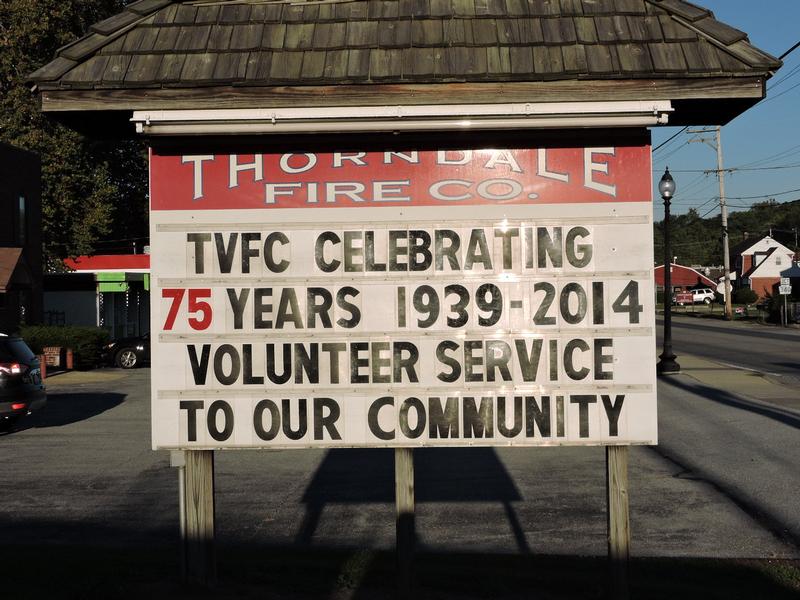 THORNDALE
FIRE CO.
TVFC CELEBRATING
75 YEARS 1939-2014
VOLUNTEER SERVICE
TO OUR COMMUNITY